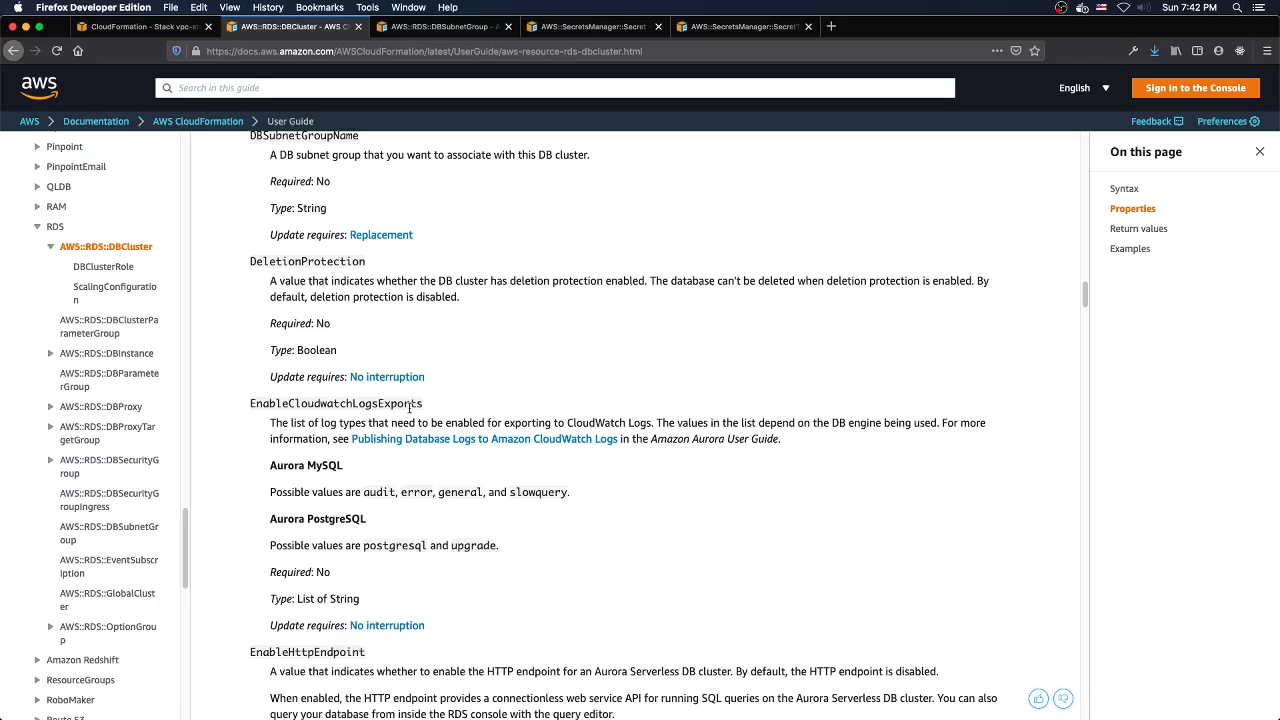 Firefox Developer Edition File Edit View History Bookmarks Tools Window Help Sun 7:42 PM
CloudFormation - Stack vpc-st
AWS::RDS::DBCluster - AWS C
AWS::RDS::DBSubnetGroup - A
AWS::SecretsManager::Secret
AWS::SecretsManager::SecretT
https://docs.aws.amazon.com/AWSCloudFormation/latest/UserGuide/aws-resource-rds-dbcluster.html
aws
Search in this guide
English
Sign In to the Console
AWS > Documentation > AWS CloudFormation > User Guide
Feedback
Preferences
Pinpoint
PinpointEmail
QLDB
RAM
RDS
AWS::RDS::DBCluster
DBClusterRole
ScalingConfiguratio
n
AWS::RDS::DBClusterPa
rameterGroup
AWS::RDS::DBInstance
AWS::RDS::DBParamete
rGroup
AWS::RDS::DBProxy
AWS::RDS::DBProxyTar
getGroup
AWS::RDS::DBSecurityG
roup
AWS::RDS::DBSecurityG
roupIngress
AWS::RDS::DBSubnetGr
oup
AWS::RDS::EventSubscr
iption
AWS::RDS::GlobalClust
er
AWS::RDS::OptionGrou
p
Amazon Redshift
ResourceGroups
RoboMaker
Route 53
DBSubnetGroupName
A DB subnet group that you want to associate with this DB cluster.
Required: No
Type: String
Update requires: Replacement
DeletionProtection
A value that indicates whether the DB cluster has deletion protection enabled. The database can't be deleted when deletion protection is enabled. By
default, deletion protection is disabled.
Required: No
Type: Boolean
Update requires: No interruption
EnableCloudwatchLogsExports
The list of log types that need to be enabled for exporting to CloudWatch Logs. The values in the list depend on the DB engine being used. For more
information, see Publishing Database Logs to Amazon CloudWatch Logs in the Amazon Aurora User Guide.
Aurora MySQL
Possible values are audit, error, general, and slowquery.
Aurora PostgreSQL
Possible values are postgresql and upgrade.
Required: No
Type: List of String
Update requires: No interruption
EnableHttpEndpoint
A value that indicates whether to enable the HTTP endpoint for an Aurora Serverless DB cluster. By default, the HTTP endpoint is disabled.
When enabled, the HTTP endpoint provides a connectionless web service API for running SQL queries on the Aurora Serverless DB cluster. You can also
query your database from inside the RDS console with the query editor.
On this page
Syntax
Properties
Return values
Examples